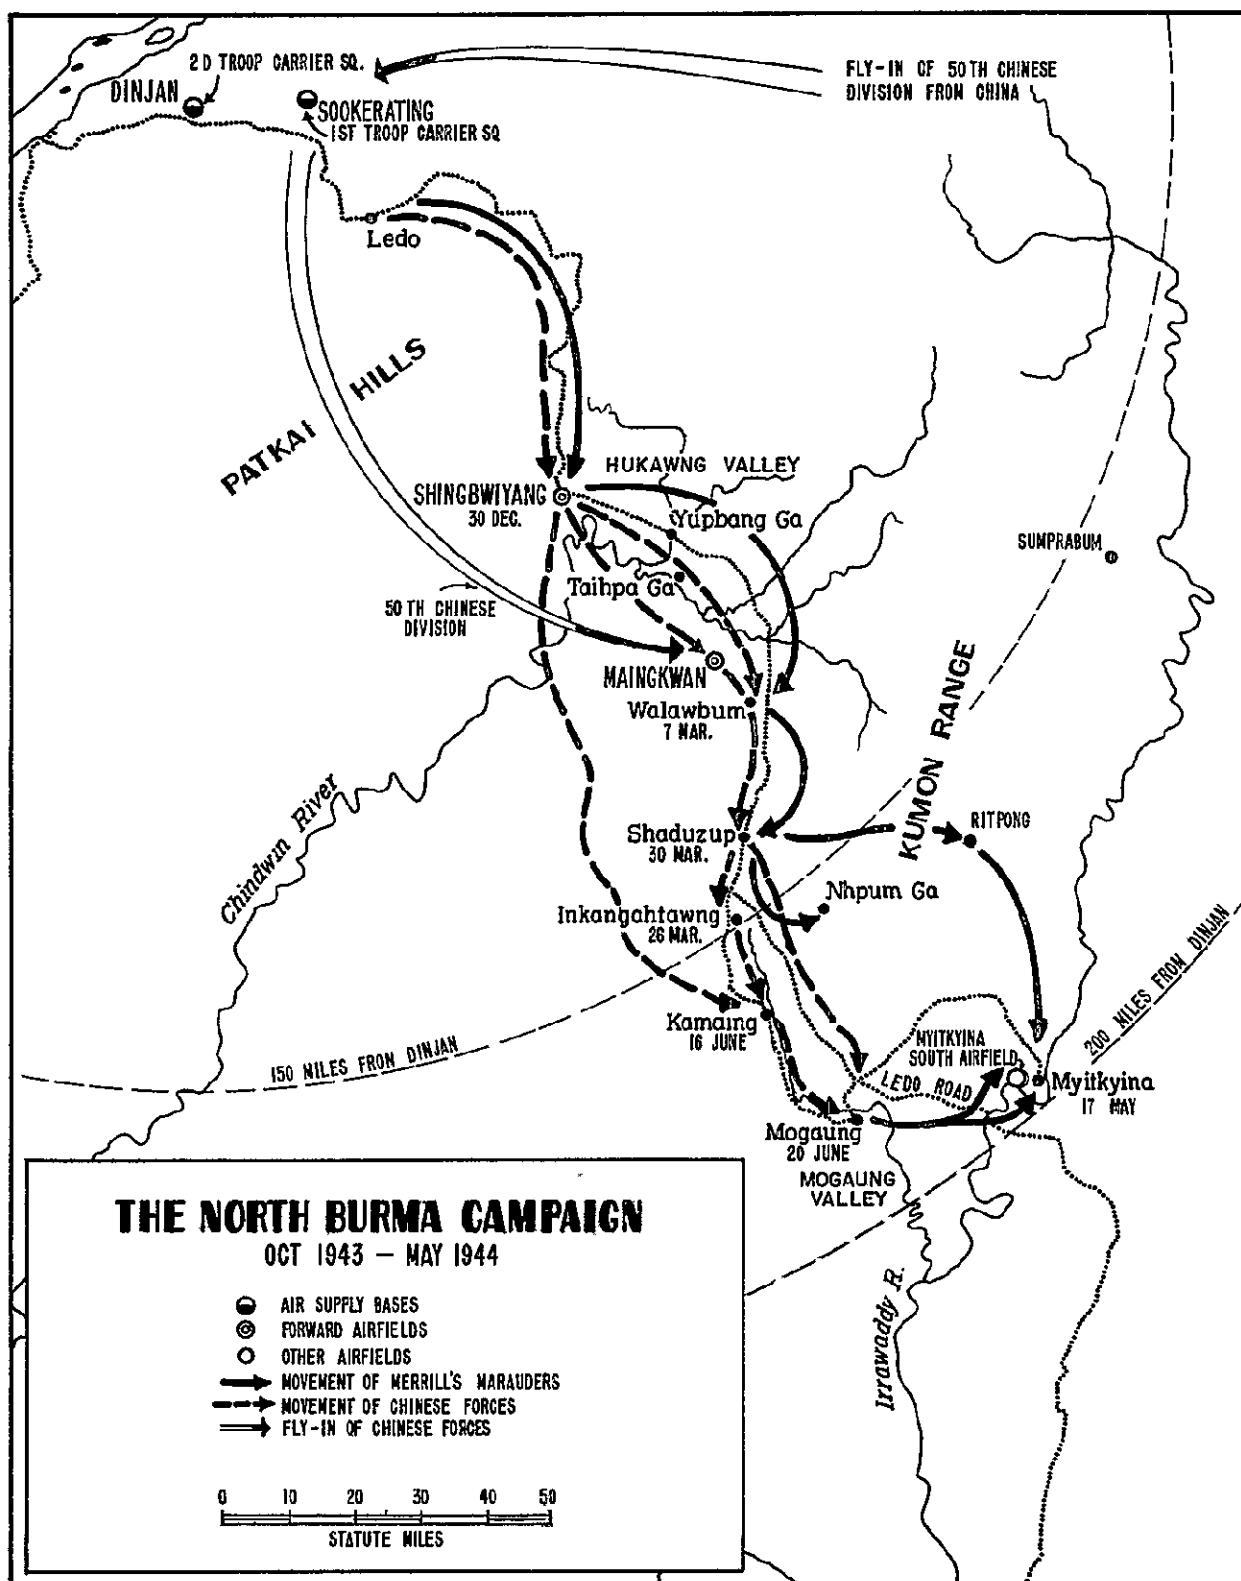 2D TROOP CARRIER SQ.
DINJAN
SOOKERATING
1ST TROOP CARRIER SQ
FLY-IN OF 50TH CHINESE
DIVISION FROM CHINA
Ledo
PATKAI HILLS
HUKAWNG VALLEY
SHINGBWIYANG
30 DEC.
Yupbang Ga
SUMPRABUM
Taihpa Ga
50TH CHINESE
DIVISION
MAINGKWAN
Walawbum
7 MAR.
KUMON RANGE
Chindwin River
Shaduzup
30 MAR.
RITPONG
Nhpum Ga
Inkangahtawng
26 MAR.
Kamaing
16 JUNE
150 MILES FROM DINJAN
200 MILES FROM DINJAN
MYITKYINA
SOUTH AIRFIELD
LEDO ROAD
Myitkyina
17 MAY
Mogaung
20 JUNE
MOGAUNG
VALLEY
Irrawaddy R.
THE NORTH BURMA CAMPAIGN
OCT 1943 — MAY 1944
AIR SUPPLY BASES
FORWARD AIRFIELDS
OTHER AIRFIELDS
MOVEMENT OF MERRILL'S MARAUDERS
MOVEMENT OF CHINESE FORCES
FLY-IN OF CHINESE FORCES
0 10 20 30 40 50
STATUTE MILES